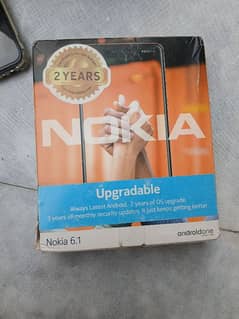 2 YEARS
NOKIA
Upgradable
Always Latest Android. 2 years of OS upgrade.
3 years of monthly security updates. It just keeps getting better.
Nokia 6.1
androidone